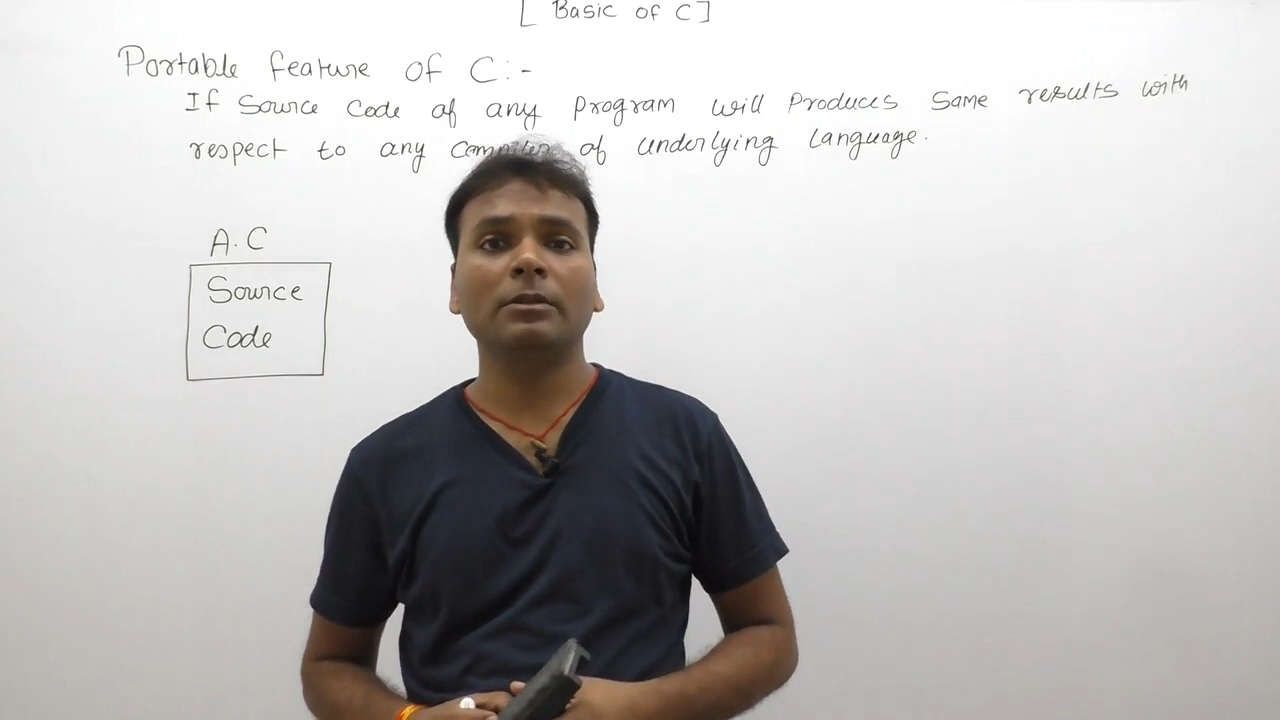 [ Basic of C ]
Portable feature of C:-
If Source Code of any program will produces same results with
respect to any compiler of underlying language.
A.C
Source
Code